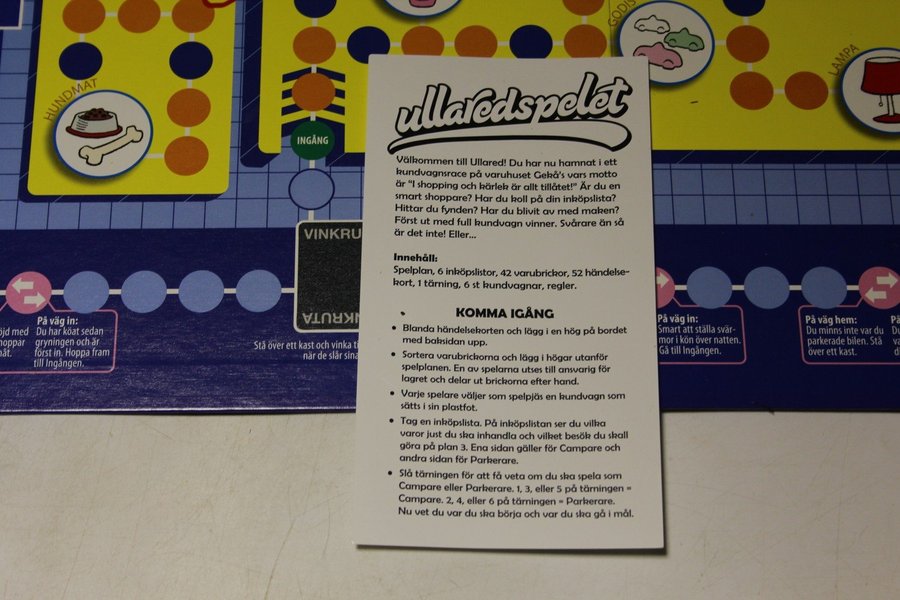 HUNDMAT
INGÅNG
GODIS
LAMPA
VINKRU
VINKRUTA
På väg in:
Du har köat sedan
gryningen och är
först in. Hoppa fram
till Ingången.
Stå över ett kast och vinka
när de slår sina
ullaredspelet
Välkommen till Ullared! Du har nu hamnat i ett
kundvagnsrace på varuhuset Gekå's vars motto
är "I shopping och kärlek är allt tillåtet!" Är du en
smart shoppare? Har du koll på din inköpslista?
Hittar du fynden? Har du blivit av med maken?
Först ut med full kundvagn vinner. Svårare än så
är det inte! Eller...
Innehåll:
Spelplan, 6 inköpslistor, 42 varubrickor, 52 händelse-
kort, 1 tärning, 6 st kundvagnar, regler.
KOMMA IGÅNG
• Blanda händelsekorten och lägg i en hög på bordet
med baksidan upp.
• Sortera varubrickorna och lägg i högar utanför
spelplanen. En av spelarna utses till ansvarig för
lagret och delar ut brickorna efter hand.
• Varje spelare väljer som spelpjäs en kundvagn som
sätts i sin plastfot.
• Tag en inköpslista. På inköpslistan ser du vilka
varor just du ska inhandla och vilket besök du skall
göra på plan 3. Ena sidan gäller för Campare och
andra sidan för Parkerare.
• Slå tärningen för att få veta om du ska spela som
Campare eller Parkerare. 1, 3, eller 5 på tärningen =
Campare. 2, 4, eller 6 på tärningen = Parkerare.
Nu vet du var du ska börja och var du ska gå i mål.
På väg in:
Smart att ställa svär-
mor i kön över natten.
Gå till Ingången.
På väg hem:
Du minns inte var du
parkerade bilen. Stå
över ett kast.